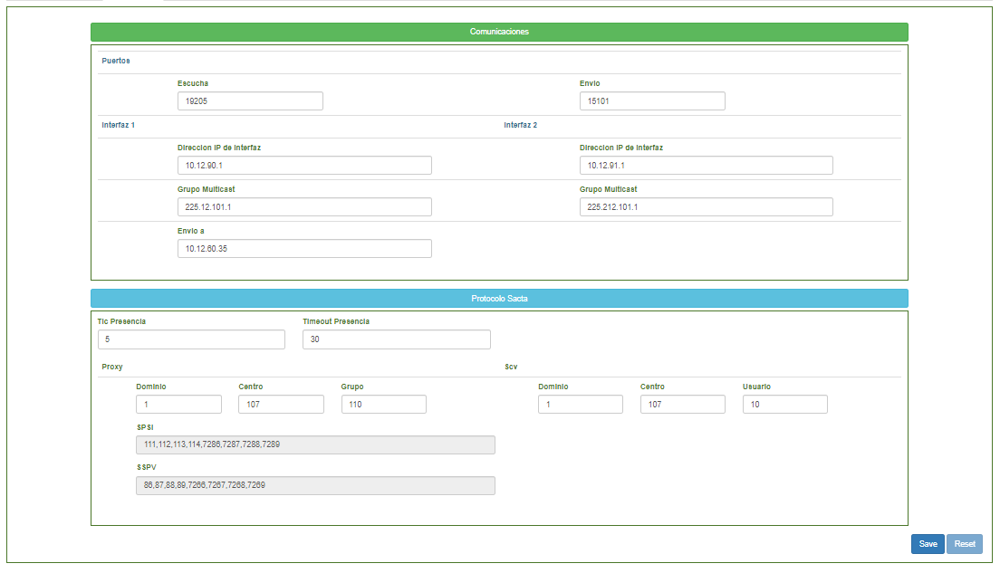 Comunicaciones
Puertos
Escucha Envio
19205 15101
Interfaz 1 Interfaz 2
Direccion IP de Interfaz Direccion IP de Interfaz
10.12.90.1 10.12.91.1
Grupo Multicast Grupo Multicast
225.12.101.1 225.212.101.1
Envio a
10.12.60.35
Protocolo Sacta
Tic Presencia Timeout Presencia
5 30
Proxy Scv
Dominio Centro Grupo Dominio Centro Usuario
1 107 110 1 107 10
SPSI
111,112,113,114,7286,7287,7288,7289
SSPV
86,87,88,89,7266,7267,7268,7269
Save Reset